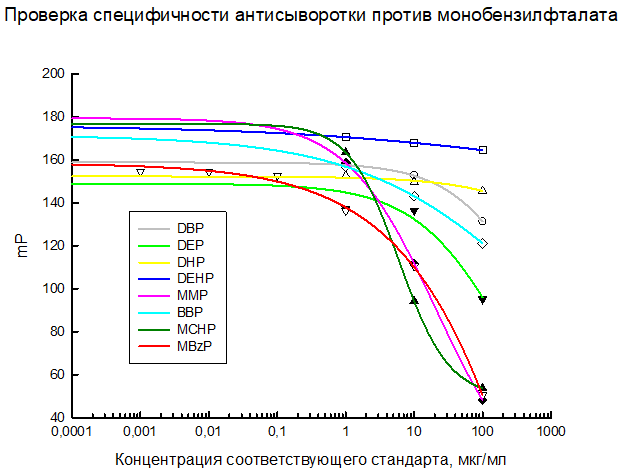 Проверка специфичности антисыворотки против монобензилфталата
200
180
160
140
120
100
80
60
40
mP
DBP
DEP
DHP
DEHP
MMP
BBP
MCHP
MBzP
0,0001 0,001 0,01 0,1 1 10 100 1000
Концентрация соответствующего стандарта, мкг/мл